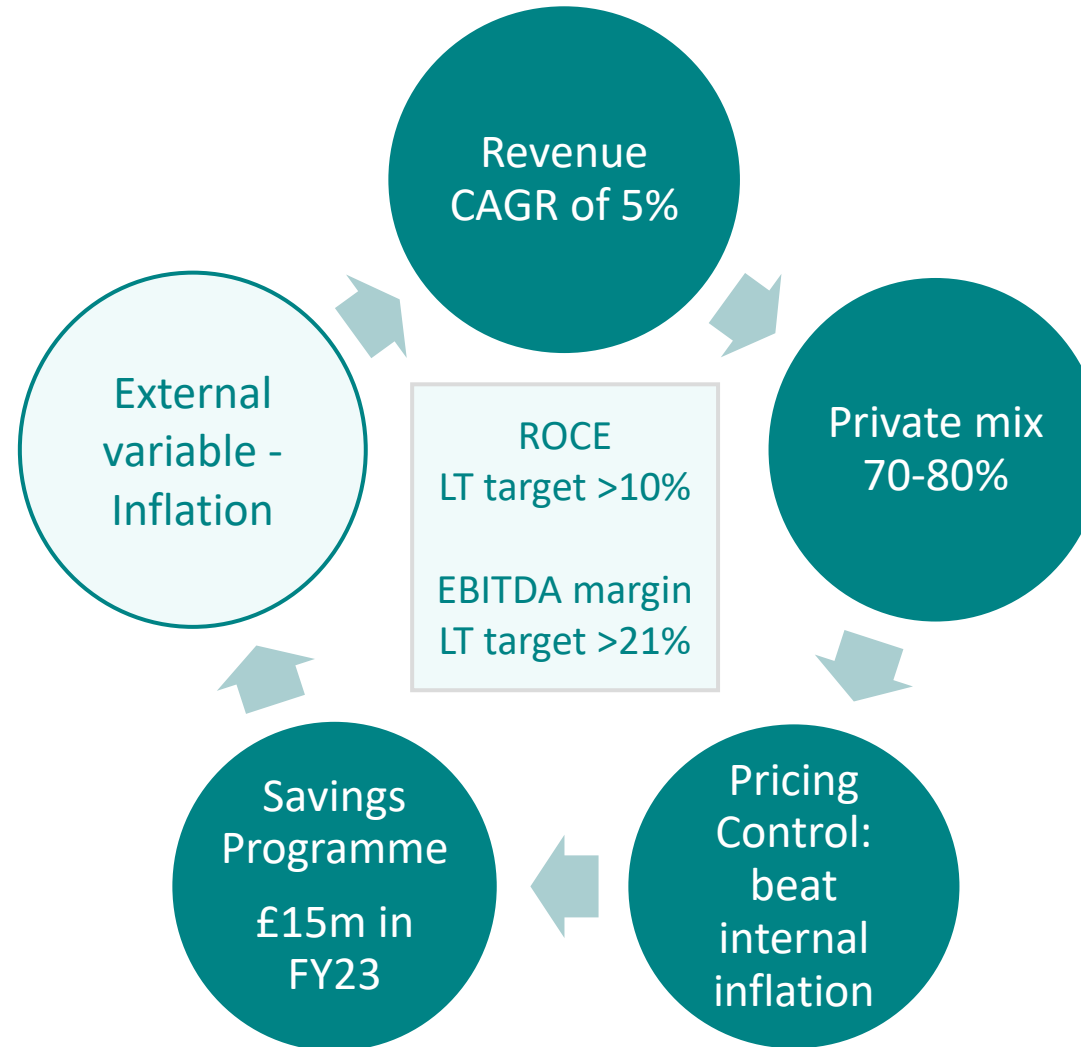 Revenue
CAGR of 5%
Private mix
70-80%
Pricing
Control:
beat
internal
inflation
Savings
Programme
£15m in
FY23
External
variable -
Inflation
ROCE
LT target >10%
EBITDA margin
LT target >21%